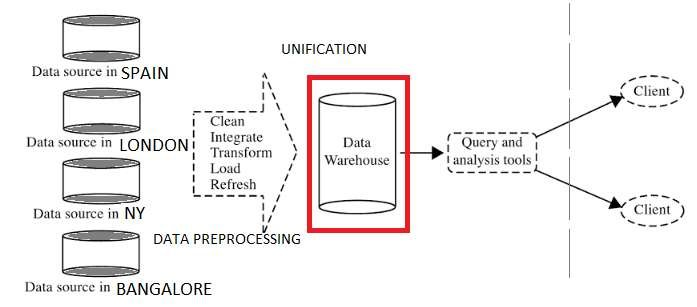 UNIFICATION
Data source in SPAIN
Data source in LONDON
Data source in NY
Data source in BANGALORE
Clean
Integrate
Transform
Load
Refresh
DATA PREPROCESSING
Data
Warehouse
Query and
analysis tools
Client
Client